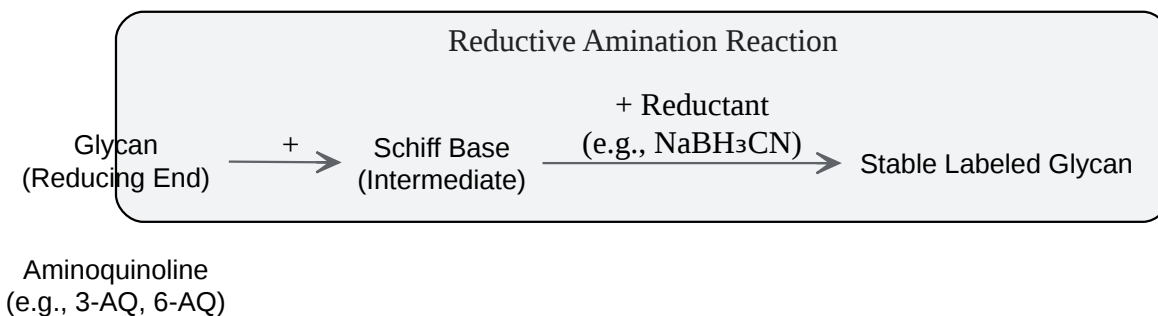 Reductive Amination Reaction
Glycan
(Reducing End)
+
Schiff Base
(Intermediate)
+ Reductant
(e.g., NaBH₃CN)
Stable Labeled Glycan
Aminoquinoline
(e.g., 3-AQ, 6-AQ)